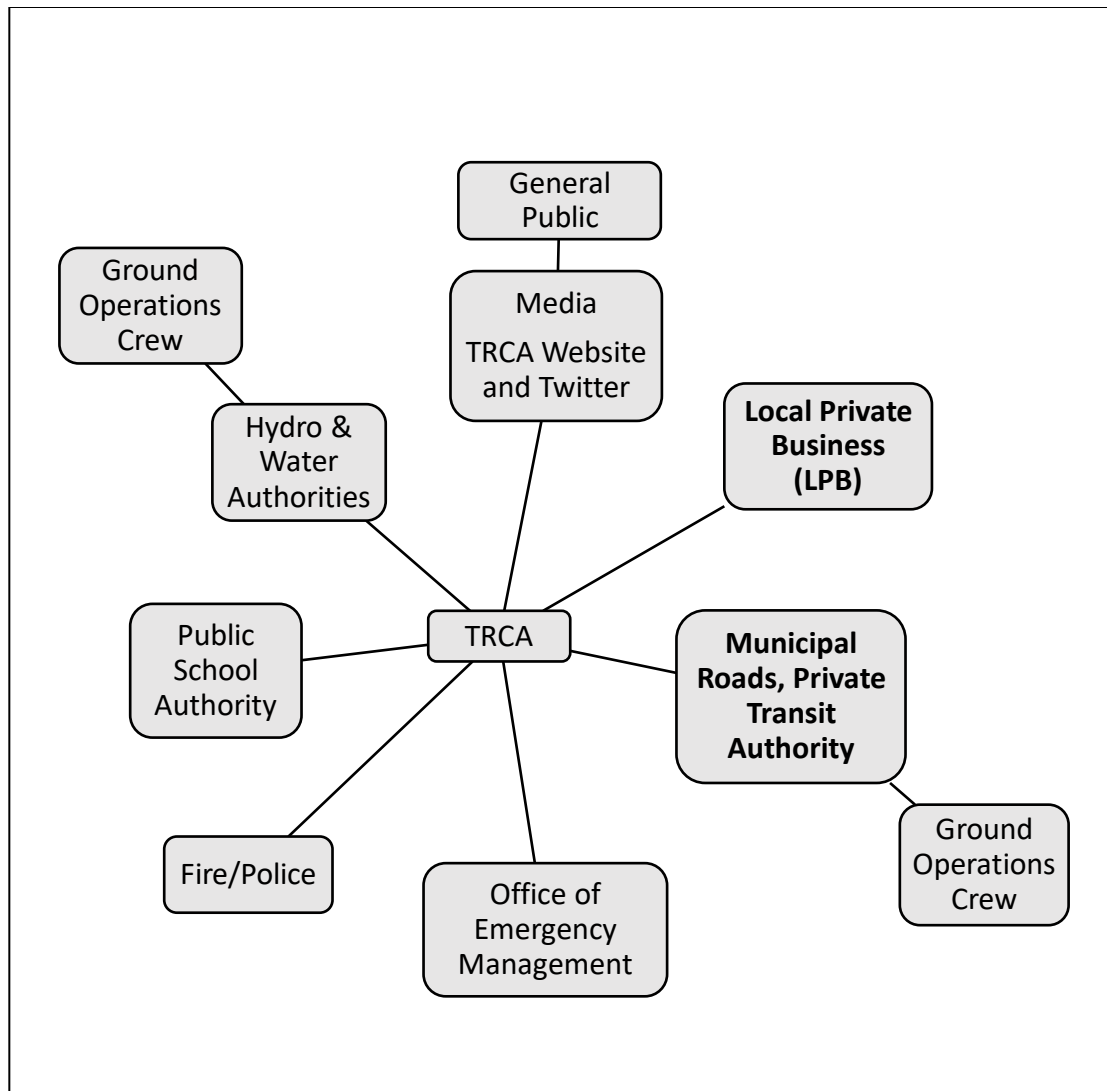 General
Public
Ground
Operations
Crew
Media
TRCA Website
and Twitter
Local Private
Business
(LPB)
Hydro &
Water
Authorities
TRCA
Public
School
Authority
Municipal
Roads, Private
Transit
Authority
Fire/Police
Office of
Emergency
Management
Ground
Operations
Crew